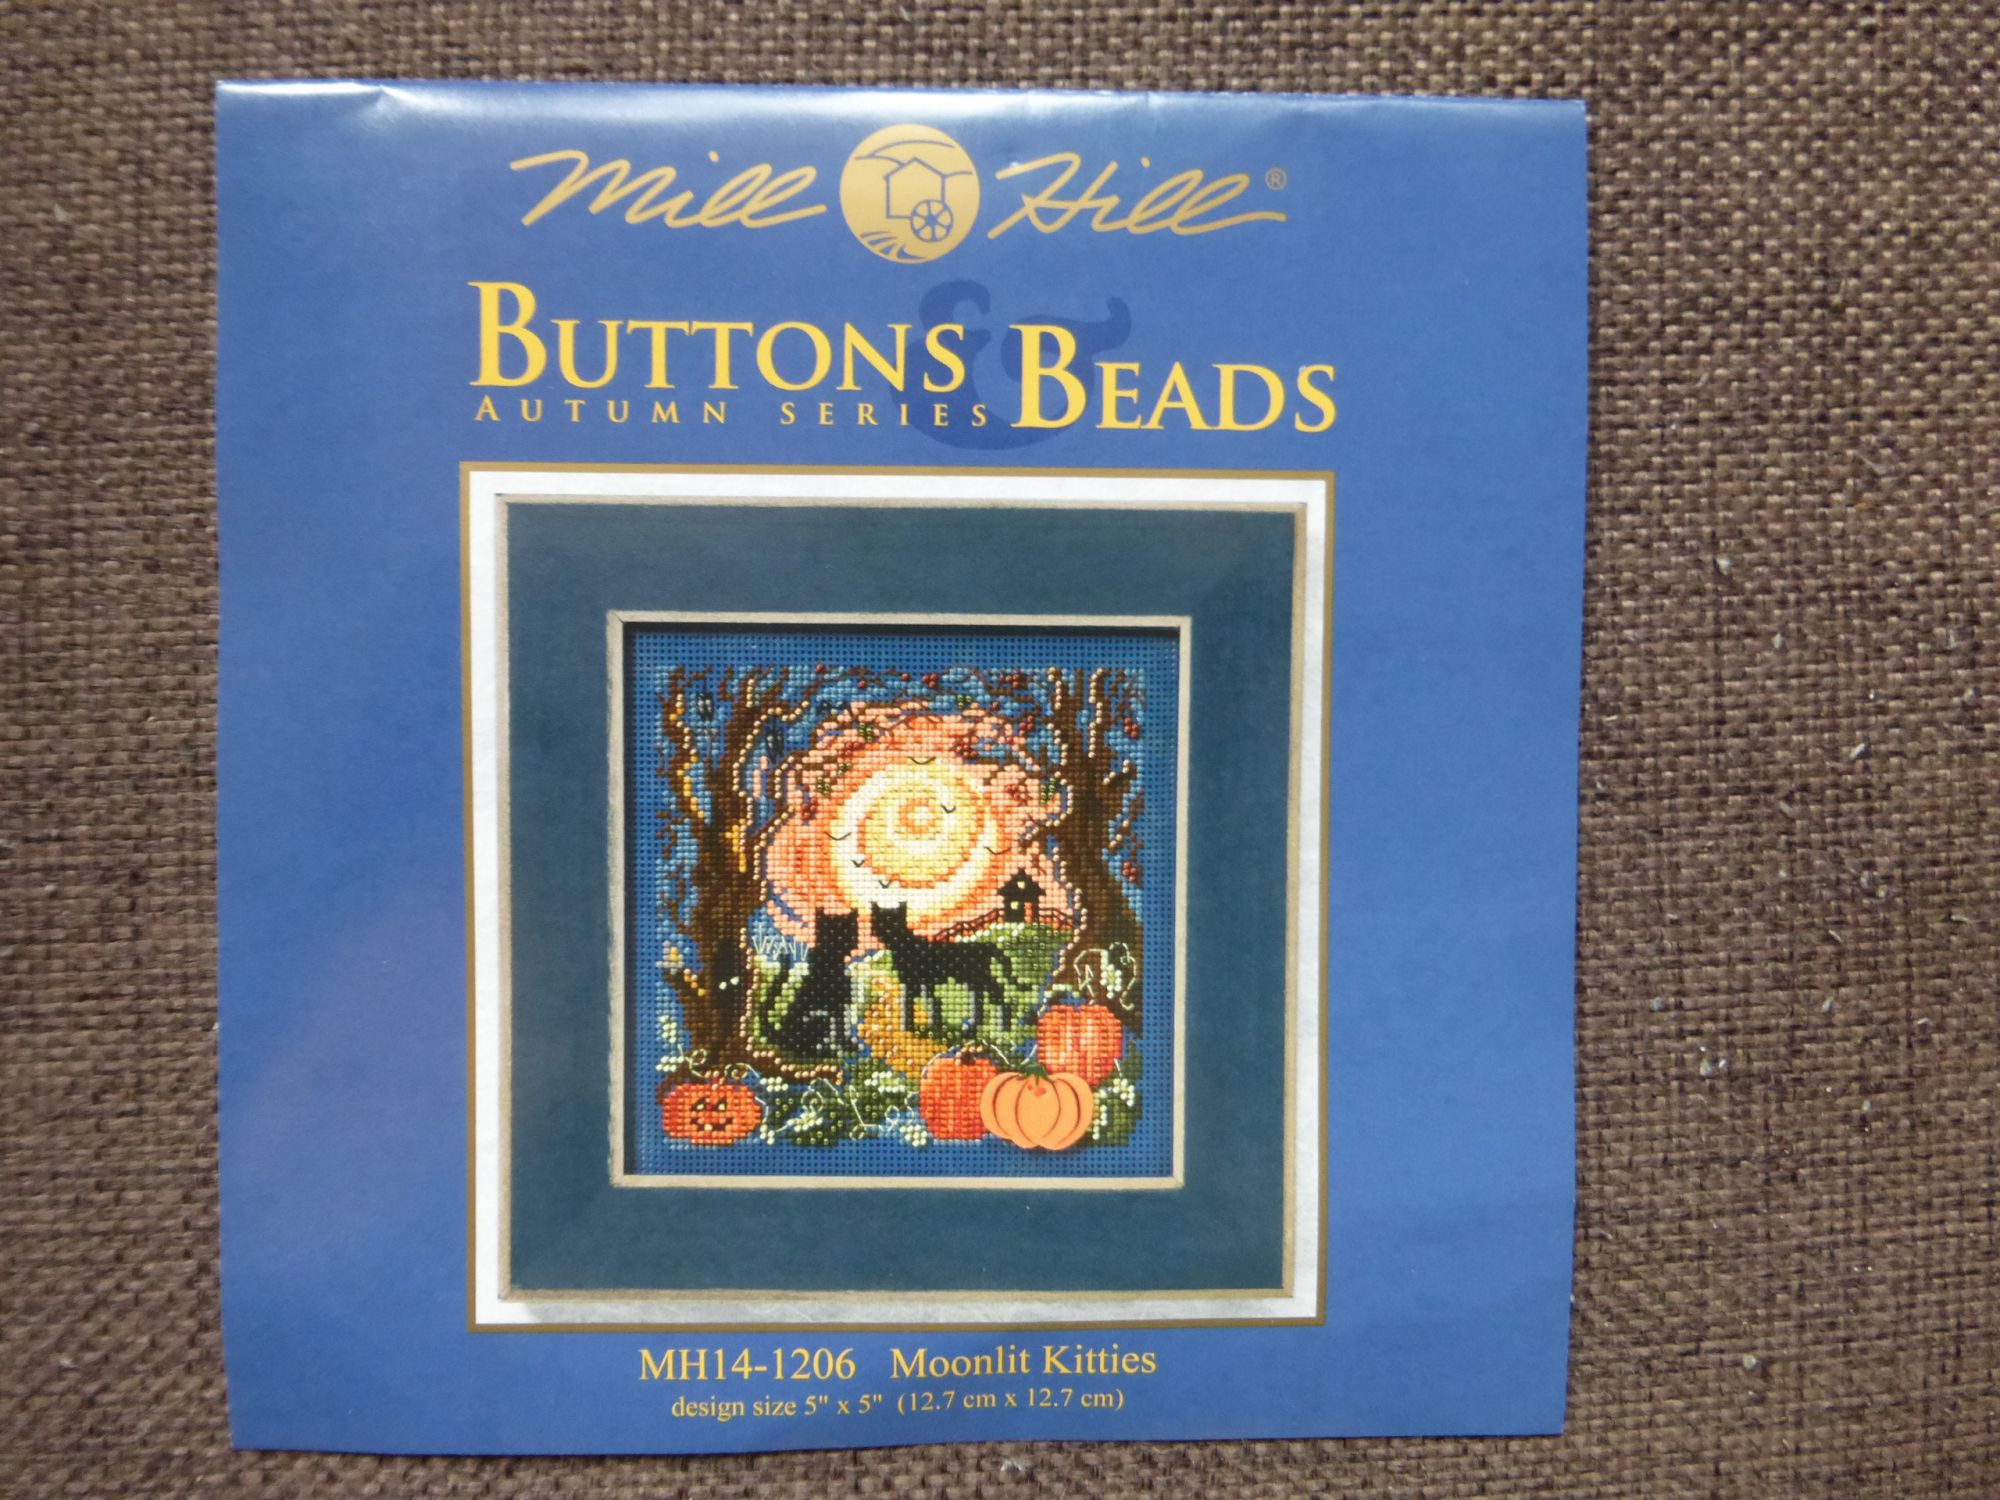 Mill Hill®
BUTTONS & BEADS
AUTUMN SERIES
MH14-1206 Moonlit Kitties
design size 5" x 5" (12.7 cm x 12.7 cm)